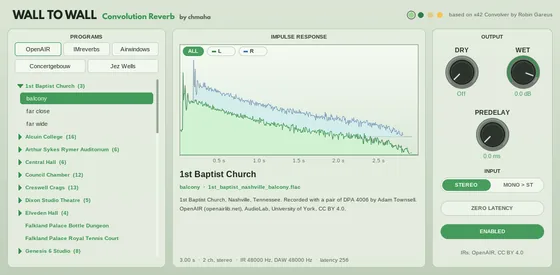 WALL TO WALL Convolution Reverb by chmaha
based on x42 Convolver by Robin Gareus
PROGRAMS
OpenAIR IMreverbs Airwindows
Concertgebouw Jez Wells
1st Baptist Church (3)
balcony
far close
far wide
Alcuin College (16)
Arthur Sykes Rymer Auditorium (6)
Central Hall (6)
Council Chamber (12)
Creswell Crags (13)
Dixon Studio Theatre (5)
Elveden Hall (4)
Falkland Palace Bottle Dungeon
Falkland Palace Royal Tennis Court
Genesis 6 Studio (8)
IMPULSE RESPONSE
ALL L R
0.5 s 1.0 s 1.5 s 2.0 s 2.5 s
1st Baptist Church
balcony · 1st_baptist_nashville_balcony.flac
1st Baptist Church, Nashville, Tennessee. Recorded with a pair of DPA 4006 by Adam Townsell.
OpenAIR (openairlib.net), AudioLab, University of York, CC BY 4.0.
3.00 s · 2 ch, stereo · IR 48000 Hz, DAW 48000 Hz · latency 256
OUTPUT
DRY WET
Off 0.0 dB
PREDELAY
0.0 ms
INPUT
STEREO MONO > ST
ZERO LATENCY
ENABLED
IRs: OpenAIR, CC BY 4.0